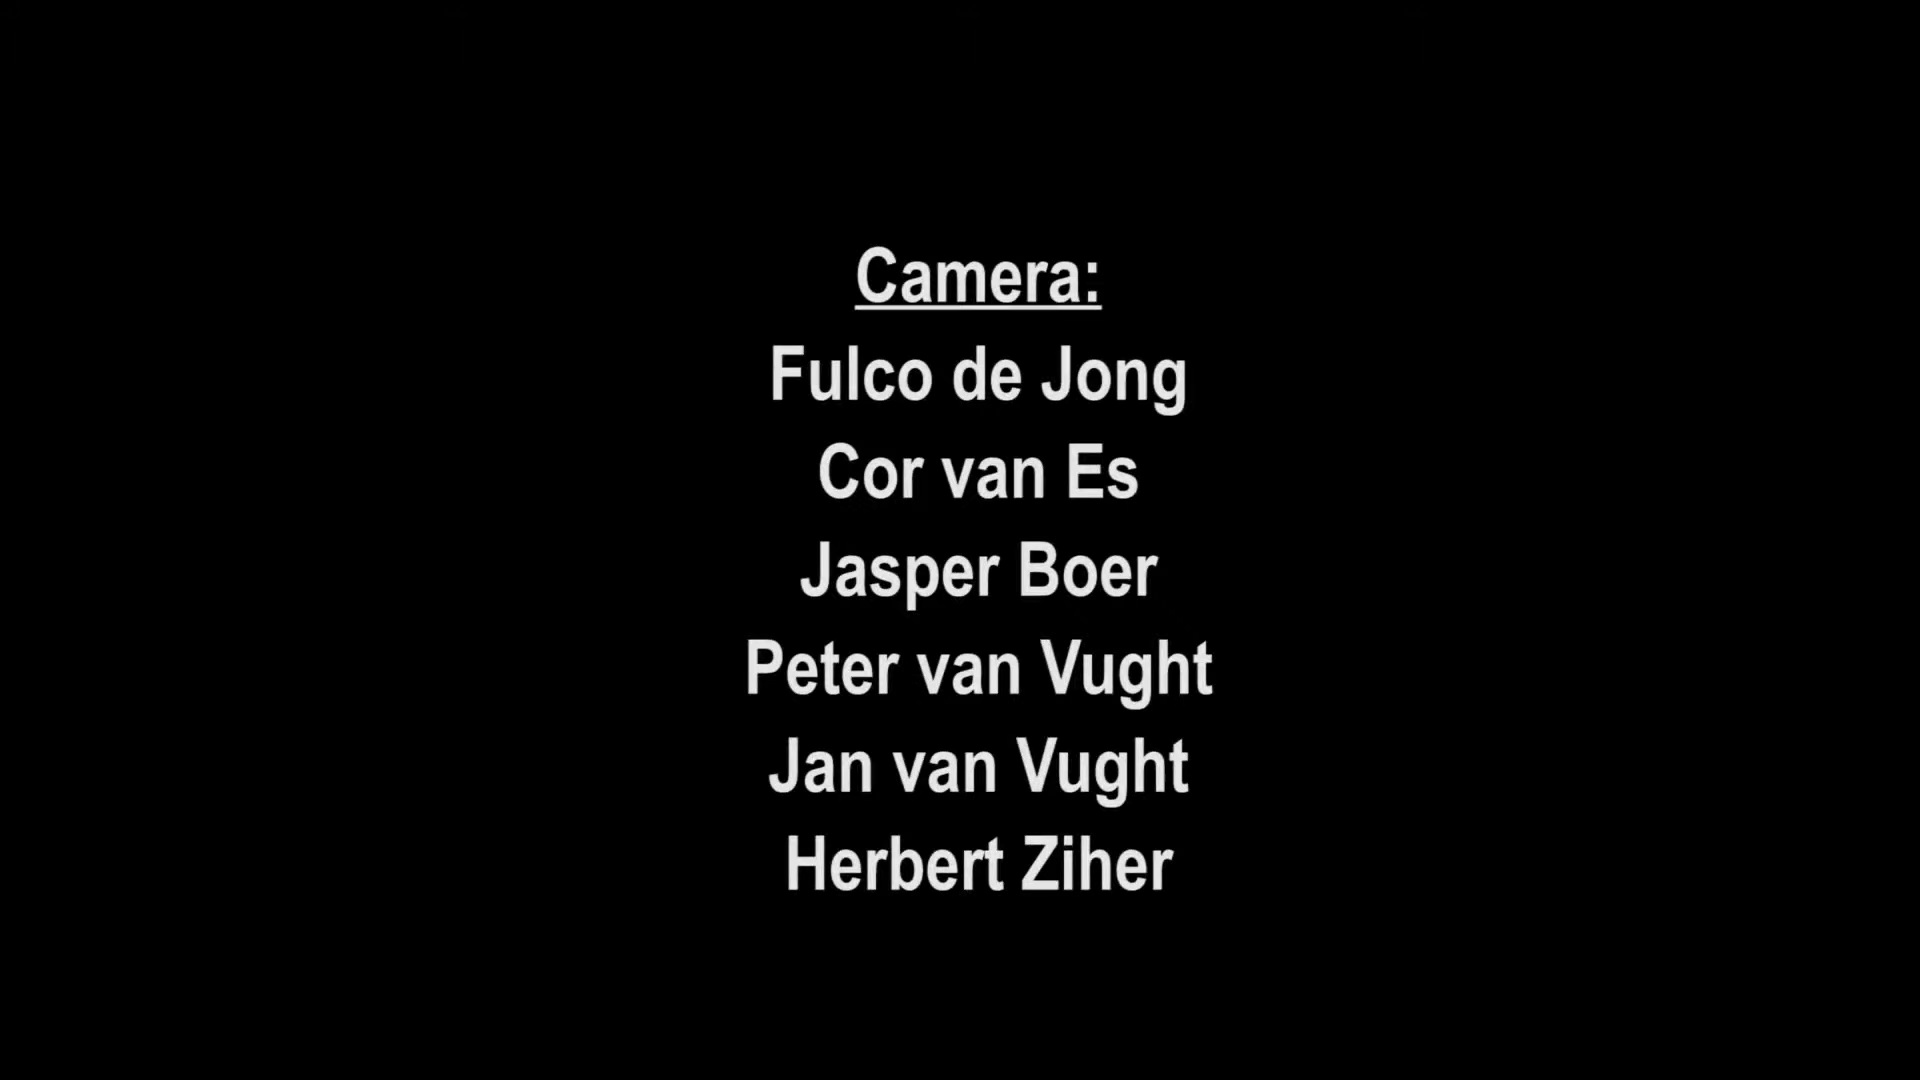 Camera:
Fulco de Jong
Cor van Es
Jasper Boer
Peter van Vught
Jan van Vught
Herbert Ziher